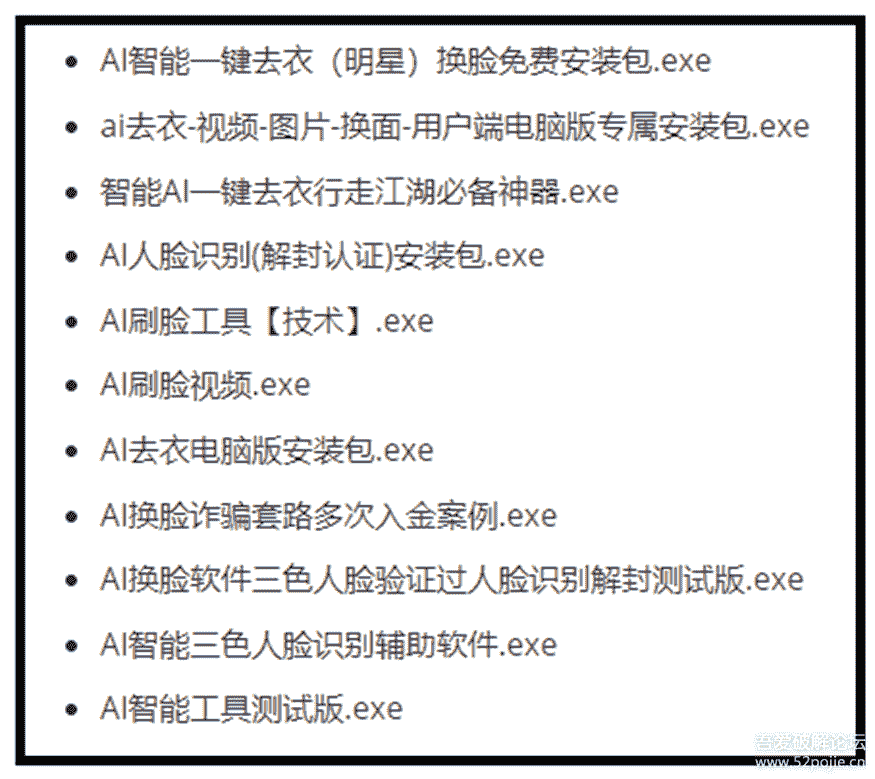 AI智能一键去衣（明星）换脸免费安装包.exe
ai去衣-视频-图片-换面-用户端电脑版专属安装包.exe
智能AI一键去衣行走江湖必备神器.exe
AI人脸识别(解封认证)安装包.exe
AI刷脸工具【技术】.exe
AI刷脸视频.exe
AI去衣电脑版安装包.exe
AI换脸诈骗套路多次入金案例.exe
AI换脸软件三色人脸验证过人脸识别解封测试版.exe
AI智能三色人脸识别辅助软件.exe
AI智能工具测试版.exe
吾爱破解论坛
www.52pojie.cn